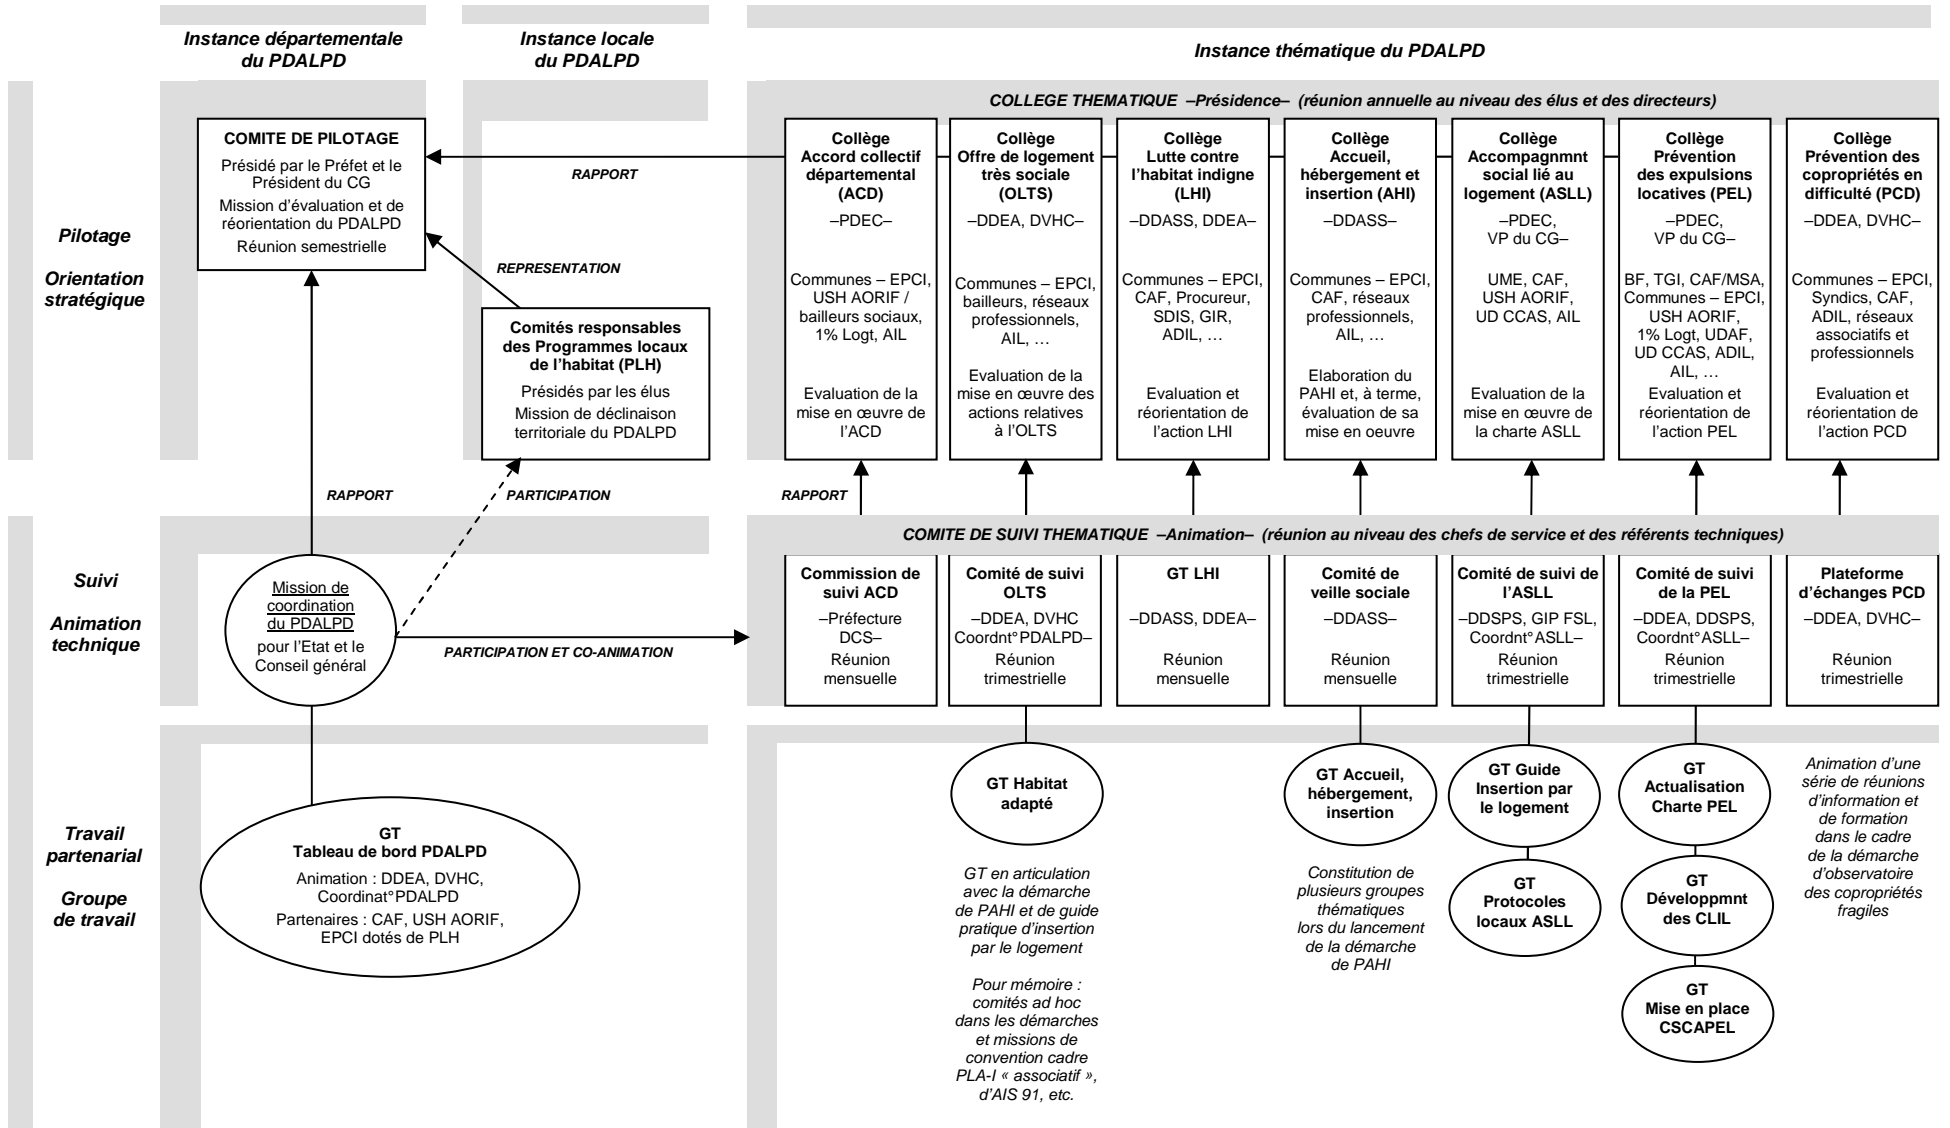 Instance départementale
du PDALPD
Instance locale
du PDALPD
Instance thématique du PDALPD
COLLEGE THEMATIQUE –Présidence– (réunion annuelle au niveau des élus et des directeurs)
Pilotage
Orientation
stratégique
COMITE DE PILOTAGE
Présidé par le Préfet et le
Président du CG
Mission d'évaluation et de
réorientation du PDALPD
Réunion semestrielle
RAPPORT
REPRESENTATION
Comités responsables
des Programmes locaux
de l'habitat (PLH)
Présidés par les élus
Mission de déclinaison
territoriale du PDALPD
Collège
Accord collectif
départemental
(ACD)
–PDEC–
Communes – EPCI,
USH AORIF /
bailleurs sociaux,
1% Logt, AIL
Evaluation de la
mise en œuvre de
l'ACD
Collège
Offre de logement
très sociale
(OLTS)
–DDEA, DVHC–
Communes – EPCI,
bailleurs, réseaux
professionnels,
AIL, …
Evaluation de la
mise en œuvre des
actions relatives
à l'OLTS
Collège
Lutte contre
l'habitat indigne
(LHI)
–DDASS, DDEA–
Communes – EPCI,
CAF, Procureur,
SDIS, GIR,
ADIL, …
Evaluation et
réorientation de
l'action LHI
Collège
Accueil,
hébergement et
insertion (AHI)
–DDASS–
Communes – EPCI,
CAF, réseaux
professionnels,
AIL, …
Elaboration du
PAHI et, à terme,
évaluation de sa
mise en oeuvre
Collège
Accompagnmnt
social lié au
logement (ASLL)
–PDEC,
VP du CG–
UME, CAF,
USH AORIF,
UD CCAS, AIL
Evaluation de la
mise en œuvre de
la charte ASLL
Collège
Prévention
des expulsions
locatives (PEL)
–PDEC,
VP du CG–
BF, TGI, CAF/MSA,
Communes – EPCI,
USH AORIF,
1% Logt, UDAF,
UD CCAS, ADIL,
AIL, …
Evaluation et
réorientation de
l'action PEL
Collège
Prévention des
copropriétés en
difficulté (PCD)
–DDEA, DVHC–
Communes – EPCI,
Syndics, CAF,
ADIL, réseaux
associatifs et
professionnels
Evaluation et
réorientation de
l'action PCD
RAPPORT
PARTICIPATION
RAPPORT
COMITE DE SUIVI THEMATIQUE –Animation– (réunion au niveau des chefs de service et des référents techniques)
Suivi
Animation
technique
Mission de
coordination
du PDALPD
pour l'Etat et le
Conseil général
PARTICIPATION ET CO-ANIMATION
Commission de
suivi ACD
–Préfecture
DCS–
Réunion
mensuelle
Comité de suivi
OLTS
–DDEA, DVHC
Coordnt°PDALPD–
Réunion
trimestrielle
GT LHI
–DDASS, DDEA–
Réunion
mensuelle
Comité de
veille sociale
–DDASS–
Réunion
mensuelle
Comité de suivi de
l'ASLL
–DDSPS, GIP FSL,
Coordnt°ASLL–
Réunion
trimestrielle
Comité de suivi
de la PEL
–DDEA, DDSPS,
Coordnt°ASLL–
Réunion
trimestrielle
Plateforme
d'échanges PCD
–DDEA, DVHC–
Réunion
trimestrielle
Travail
partenarial
Groupe
de travail
GT
Tableau de bord PDALPD
Animation : DDEA, DVHC,
Coordinat°PDALPD
Partenaires : CAF, USH AORIF,
EPCI dotés de PLH
GT Habitat
adapté
GT en articulation
avec la démarche
de PAHI et de guide
pratique d'insertion
par le logement
Pour mémoire :
comités ad hoc
dans les démarches
et missions de
convention cadre
PLA-I « associatif »,
d'AIS 91, etc.
GT Accueil,
hébergement,
insertion
Constitution de
plusieurs groupes
thématiques
lors du lancement
de la démarche
de PAHI
GT Guide
Insertion par
le logement
GT
Protocoles
locaux ASLL
GT
Actualisation
Charte PEL
GT
Développmnt
des CLIL
GT
Mise en place
CSCAPEL
Animation d'une
série de réunions
d'information et
de formation
dans le cadre
de la démarche
d'observatoire
des copropriétés
fragiles